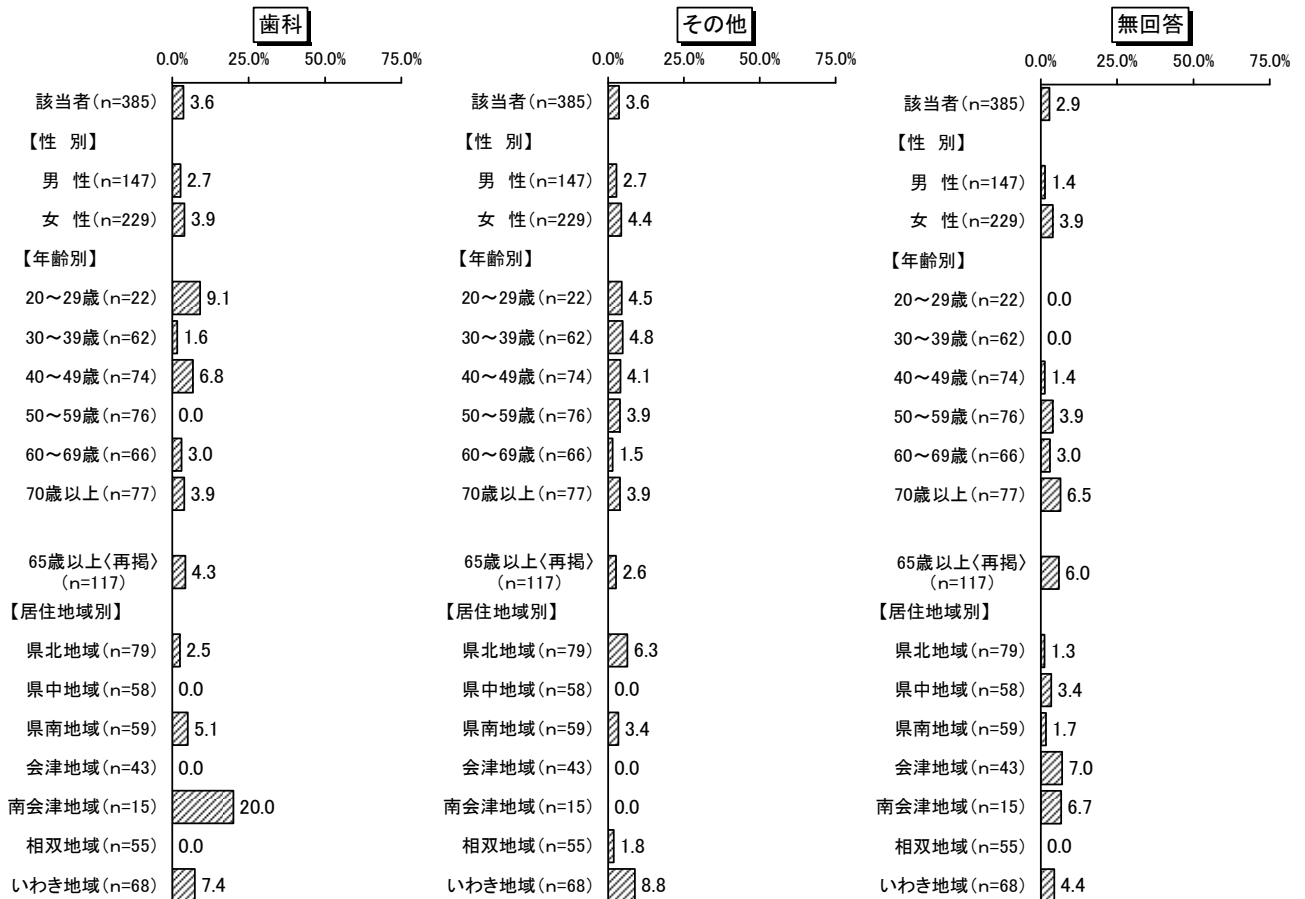 歯科
0.0% 25.0% 50.0% 75.0%
該当者(n=385) 3.6
【性 別】
男 性(n=147) 2.7
女 性(n=229) 3.9
【年齢別】
20～29歳(n=22) 9.1
30～39歳(n=62) 1.6
40～49歳(n=74) 6.8
50～59歳(n=76) 0.0
60～69歳(n=66) 3.0
70歳以上(n=77) 3.9
65歳以上〈再掲〉
(n=117) 4.3
【居住地域別】
県北地域(n=79) 2.5
県中地域(n=58) 0.0
県南地域(n=59) 5.1
会津地域(n=43) 0.0
南会津地域(n=15) 20.0
相双地域(n=55) 0.0
いわき地域(n=68) 7.4
その他
0.0% 25.0% 50.0% 75.0%
該当者(n=385) 3.6
【性 別】
男 性(n=147) 2.7
女 性(n=229) 4.4
【年齢別】
20～29歳(n=22) 4.5
30～39歳(n=62) 4.8
40～49歳(n=74) 4.1
50～59歳(n=76) 3.9
60～69歳(n=66) 1.5
70歳以上(n=77) 3.9
65歳以上〈再掲〉
(n=117) 2.6
【居住地域別】
県北地域(n=79) 6.3
県中地域(n=58) 0.0
県南地域(n=59) 3.4
会津地域(n=43) 0.0
南会津地域(n=15) 0.0
相双地域(n=55) 1.8
いわき地域(n=68) 8.8
無回答
0.0% 25.0% 50.0% 75.0%
該当者(n=385) 2.9
【性 別】
男 性(n=147) 1.4
女 性(n=229) 3.9
【年齢別】
20～29歳(n=22) 0.0
30～39歳(n=62) 0.0
40～49歳(n=74) 1.4
50～59歳(n=76) 3.9
60～69歳(n=66) 3.0
70歳以上(n=77) 6.5
65歳以上〈再掲〉
(n=117) 6.0
【居住地域別】
県北地域(n=79) 1.3
県中地域(n=58) 3.4
県南地域(n=59) 1.7
会津地域(n=43) 7.0
南会津地域(n=15) 6.7
相双地域(n=55) 0.0
いわき地域(n=68) 4.4